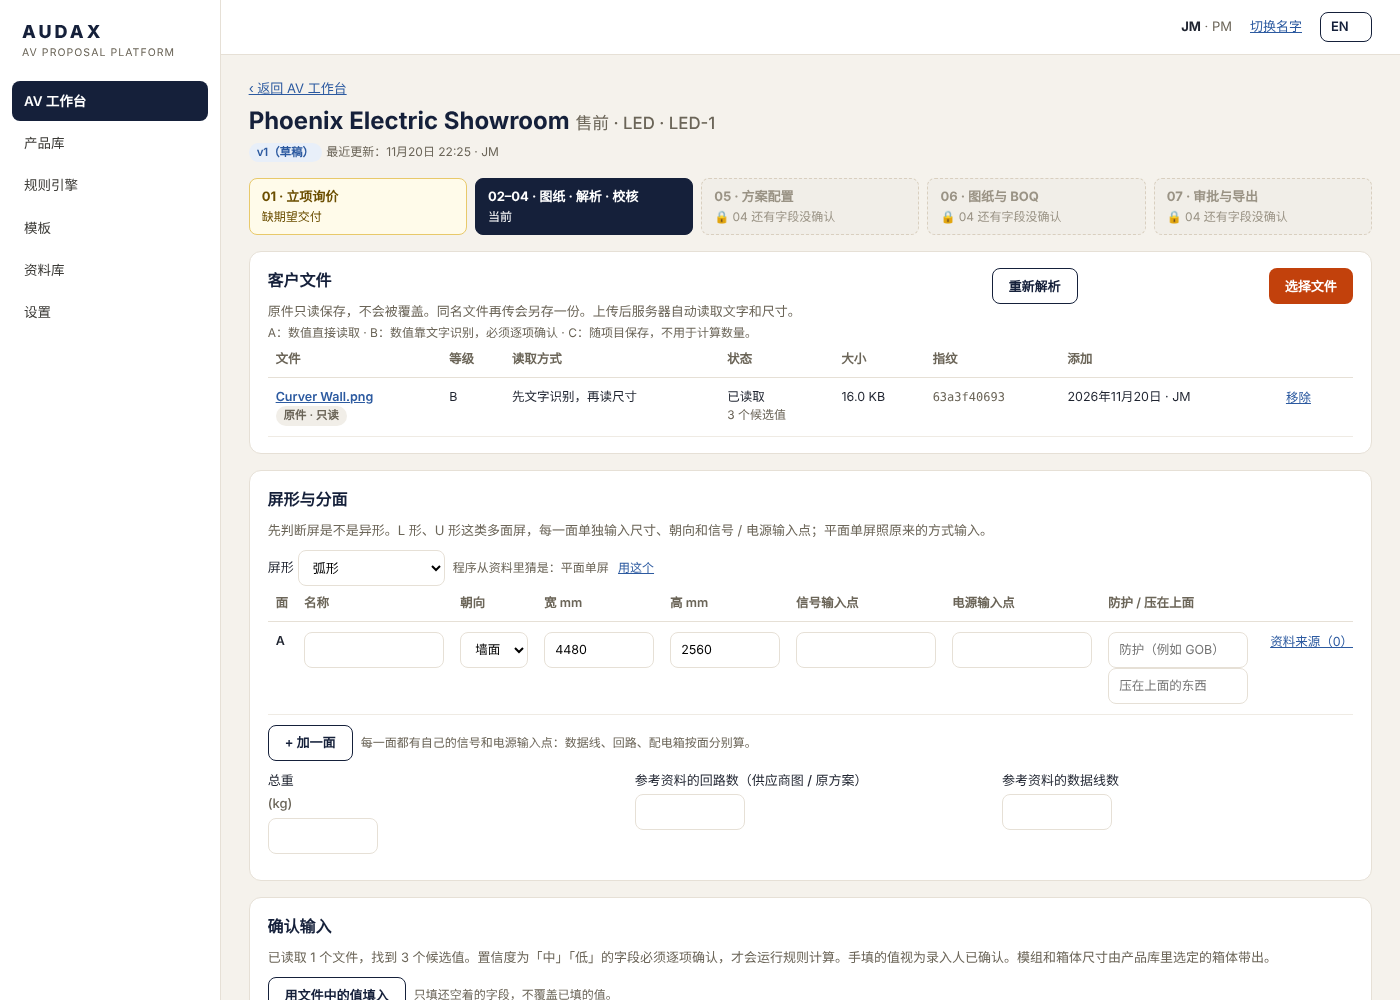 AUDAX
AV PROPOSAL PLATFORM
AV 工作台
产品库
规则引擎
模板
资料库
设置
JM · PM 切换名字 EN
‹ 返回 AV 工作台
Phoenix Electric Showroom 售前 · LED · LED-1
v1（草稿） 最近更新：11月20日 22:25 · JM
01 · 立项询价
缺期望交付
02–04 · 图纸 · 解析 · 校核
当前
05 · 方案配置
🔒 04 还有字段没确认
06 · 图纸与 BOQ
🔒 04 还有字段没确认
07 · 审批与导出
🔒 04 还有字段没确认
客户文件
重新解析
选择文件
原件只读保存，不会被覆盖。同名文件再传会另存一份。上传后服务器自动读取文字和尺寸。
A：数值直接读取 · B：数值靠文字识别，必须逐项确认 · C：随项目保存，不用于计算数量。
文件 等级 读取方式 状态 大小 指纹 添加
Curver Wall.png B 先文字识别，再读尺寸 已读取 16.0 KB 63a3f40693 2026年11月20日 · JM 移除
原件 · 只读 3 个候选值
屏形与分面
先判断屏是不是异形。L 形、U 形这类多面屏，每一面单独输入尺寸、朝向和信号 / 电源输入点；平面单屏照原来的方式输入。
屏形 弧形 程序从资料里猜是：平面单屏 用这个
面 名称 朝向 宽 mm 高 mm 信号输入点 电源输入点 防护 / 压在上面
A 墙面 4480 2560 防护（例如 GOB） 资料来源（0）
压在上面的东西
+ 加一面 每一面都有自己的信号和电源输入点：数据线、回路、配电箱按面分别算。
总重 参考资料的回路数（供应商图 / 原方案） 参考资料的数据线数
(kg)
确认输入
已读取 1 个文件，找到 3 个候选值。置信度为「中」「低」的字段必须逐项确认，才会运行规则计算。手填的值视为录入人已确认。模组和箱体尺寸由产品库里选定的箱体带出。
用文件中的值填入 只填还空着的字段，不覆盖已填的值。